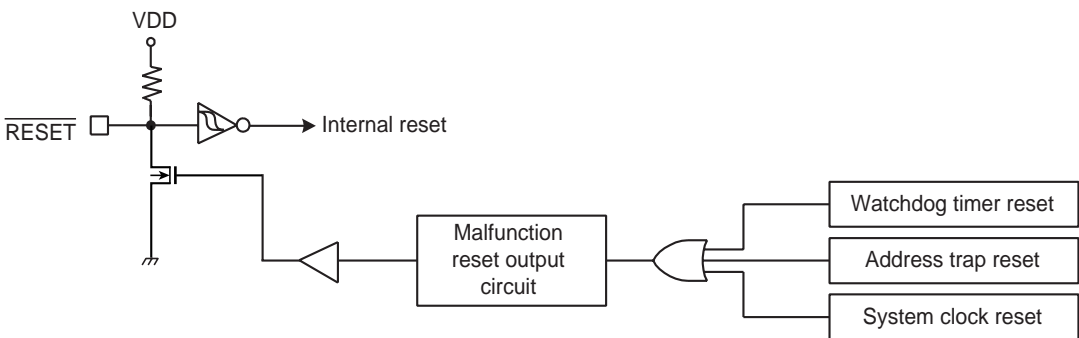 VDD
RESET
Internal reset
Malfunction
reset output
circuit
Watchdog timer reset
Address trap reset
System clock reset